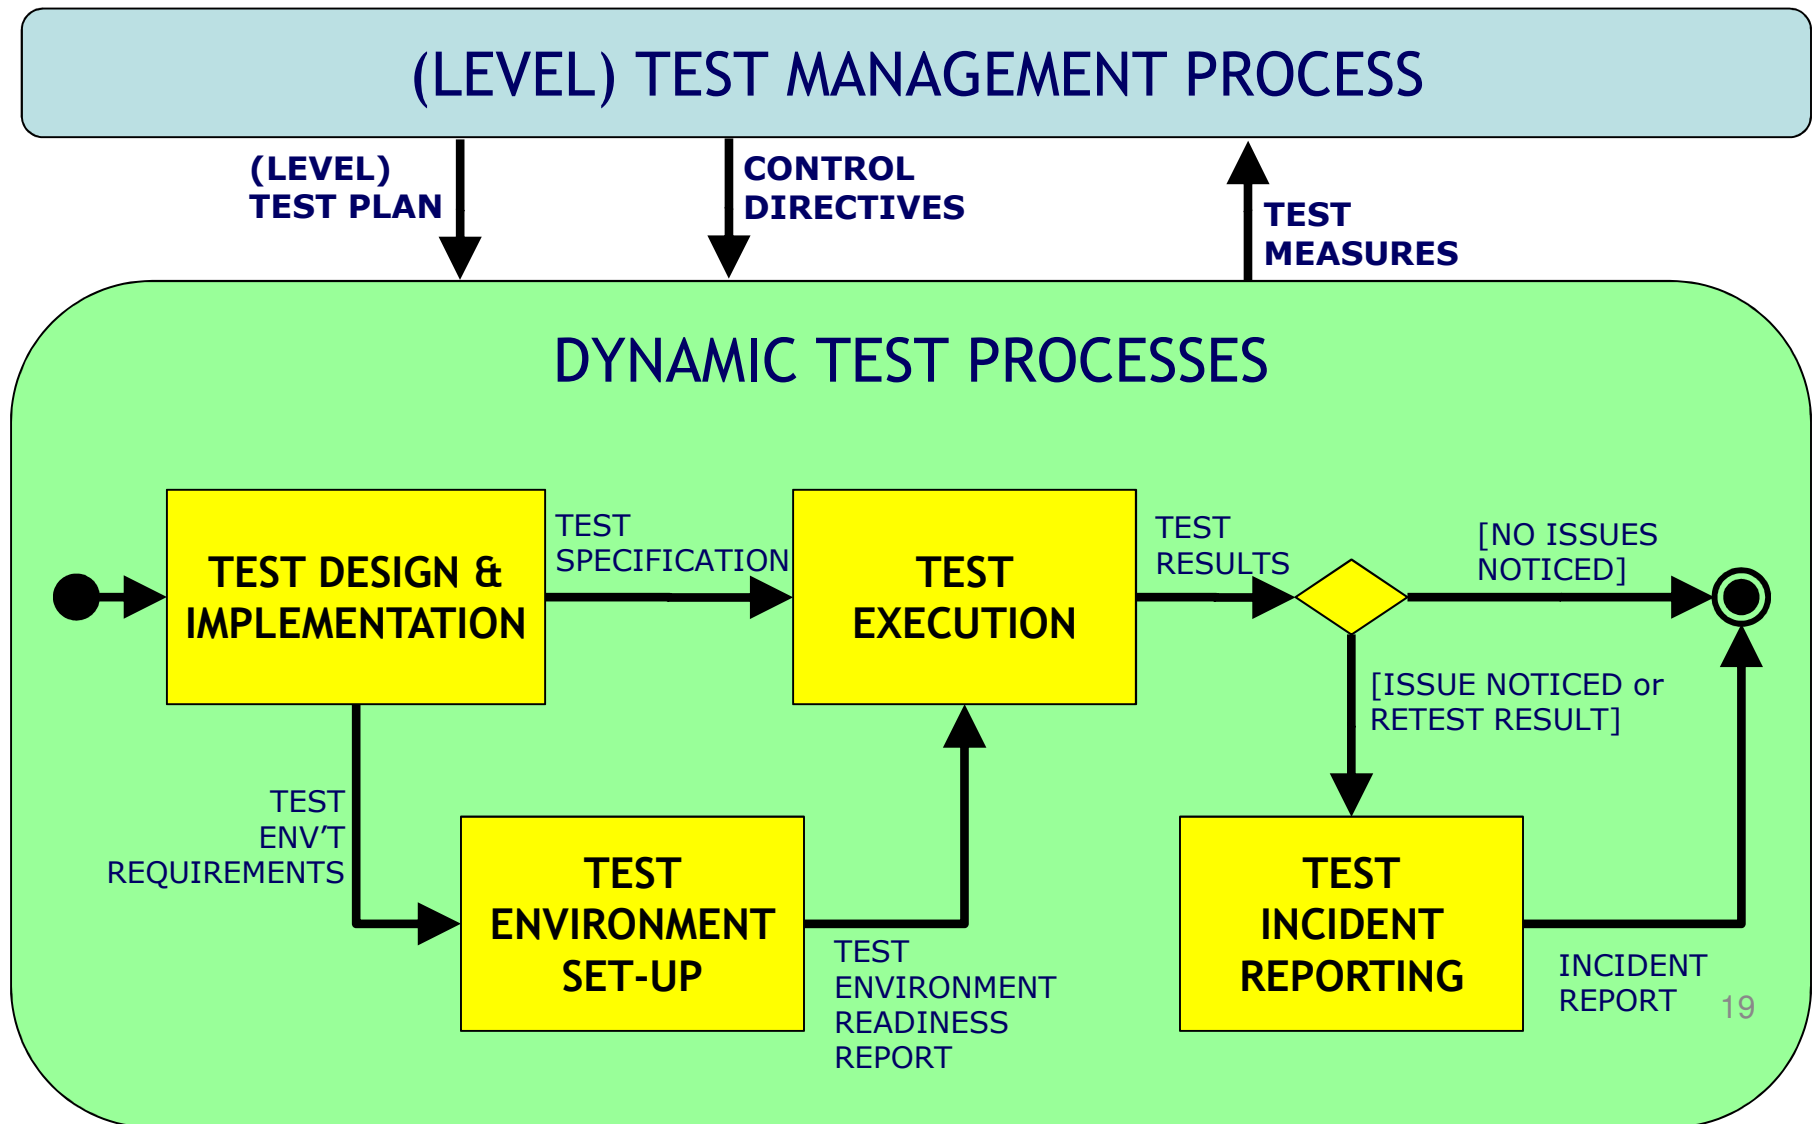 (LEVEL) TEST MANAGEMENT PROCESS
(LEVEL)
TEST PLAN
CONTROL
DIRECTIVES
TEST
MEASURES
DYNAMIC TEST PROCESSES
TEST DESIGN &
IMPLEMENTATION
TEST
SPECIFICATION
TEST
EXECUTION
TEST
RESULTS
[NO ISSUES
NOTICED]
[ISSUE NOTICED or
RETEST RESULT]
TEST
ENV’T
REQUIREMENTS
TEST
ENVIRONMENT
SET-UP
TEST
ENVIRONMENT
READINESS
REPORT
TEST
INCIDENT
REPORTING
INCIDENT
REPORT
19